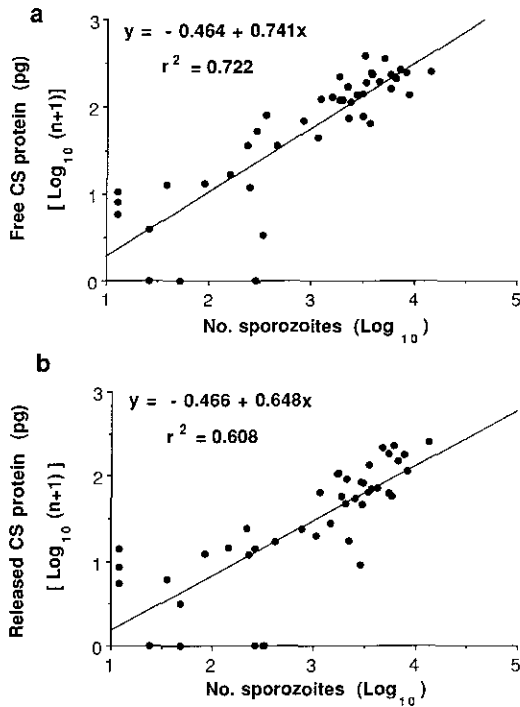 a
y = - 0.464 + 0.741x
r² = 0.722
Free CS protein (pg)
[ Log₁₀ (n+1) ]
3
2
1
0
1 2 3 4 5
No. sporozoites (Log₁₀)
b
y = - 0.466 + 0.648x
r² = 0.608
Released CS protein (pg)
[ Log₁₀ (n+1) ]
3
2
1
0
1 2 3 4 5
No. sporozoites (Log₁₀)